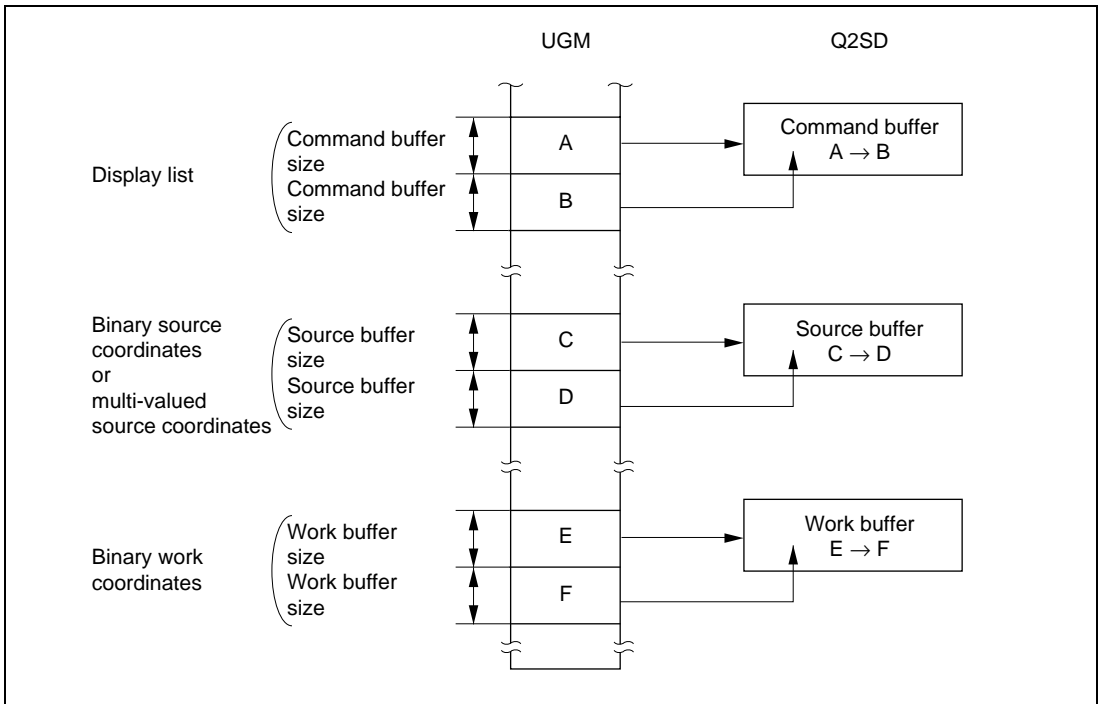 UGM
Q2SD
Display list
Command buffer
size
Command buffer
size
A
B
Command buffer
A → B
Binary source
coordinates
or
multi-valued
source coordinates
Source buffer
size
Source buffer
size
C
D
Source buffer
C → D
Binary work
coordinates
Work buffer
size
Work buffer
size
E
F
Work buffer
E → F